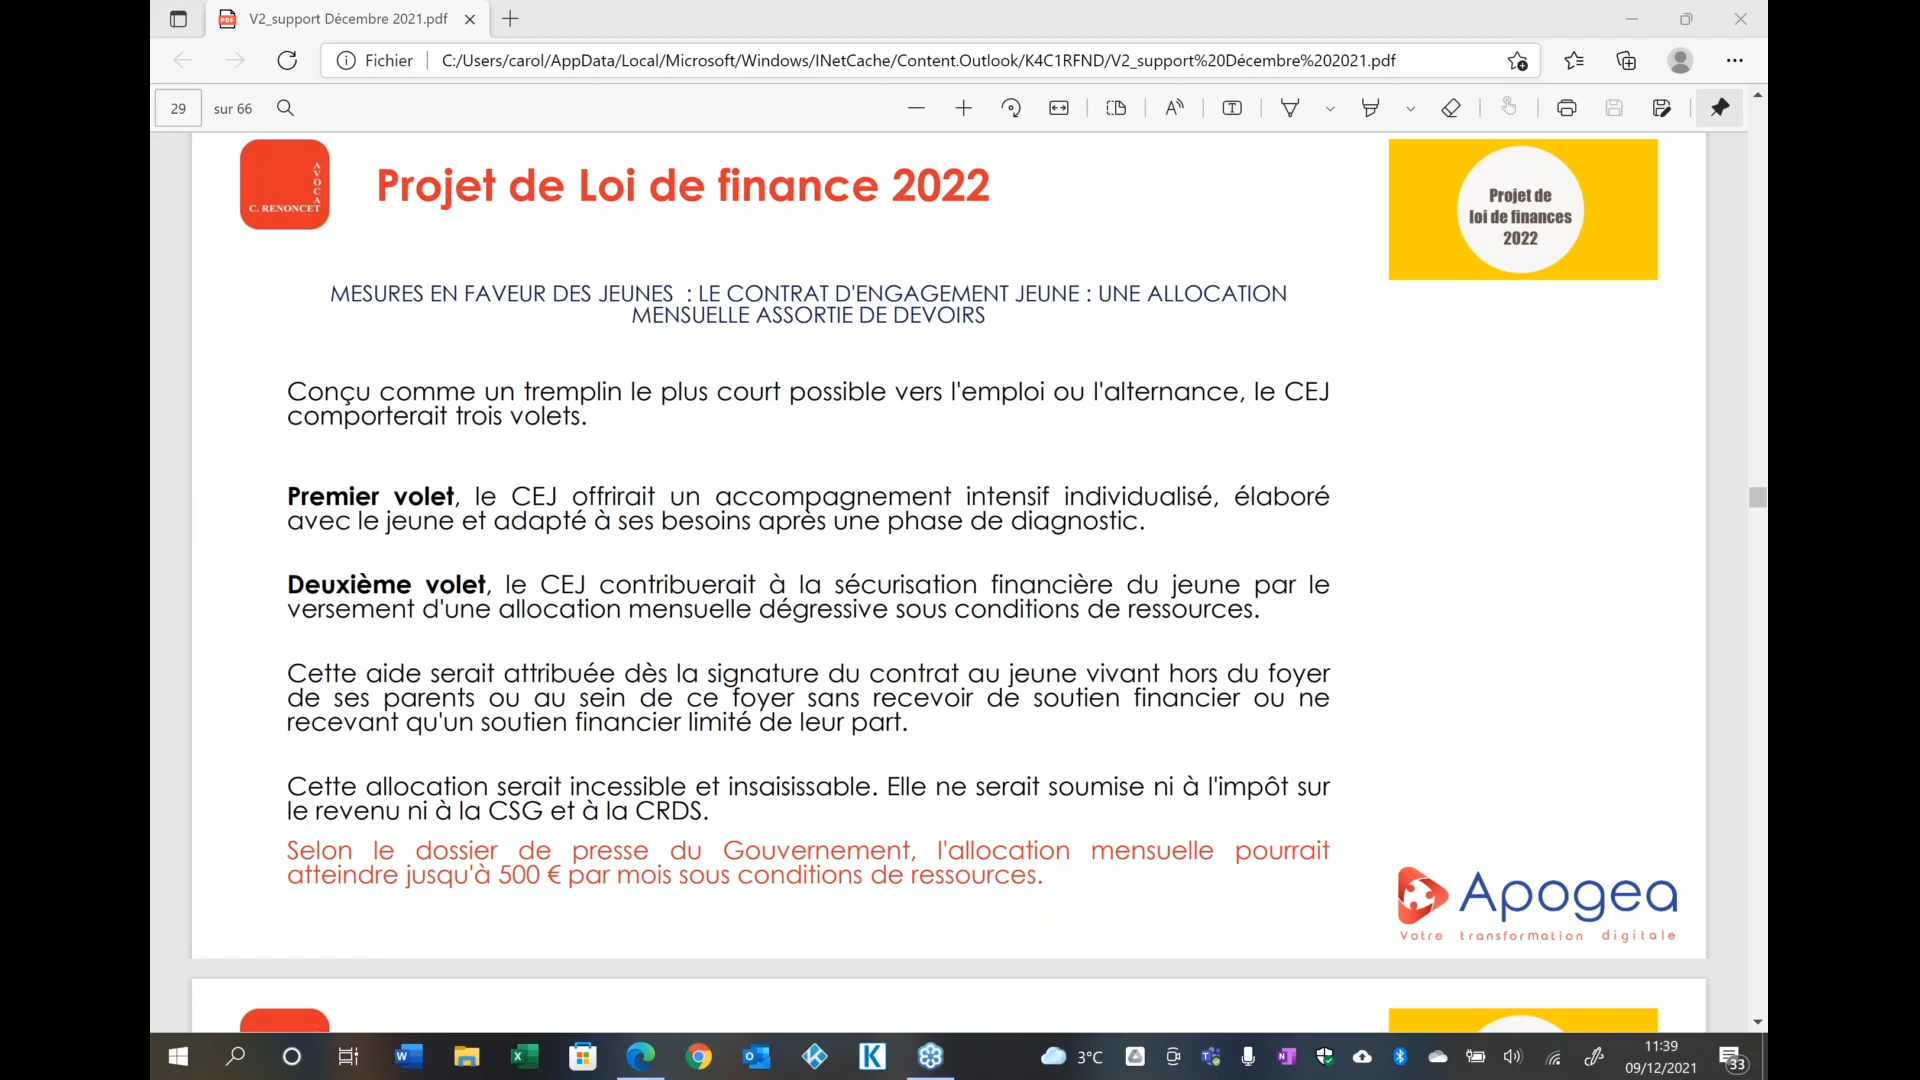 V2_support Décembre 2021.pdf
Fichier
C:/Users/carol/AppData/Local/Microsoft/Windows/INetCache/Content.Outlook/K4C1RFND/V2_support%20Décembre%202021.pdf
29 sur 66
AVOCAT
C. RENONCET
Projet de Loi de finance 2022
Projet de
loi de finances
2022
MESURES EN FAVEUR DES JEUNES : LE CONTRAT D'ENGAGEMENT JEUNE : UNE ALLOCATION
MENSUELLE ASSORTIE DE DEVOIRS
Conçu comme un tremplin le plus court possible vers l'emploi ou l'alternance, le CEJ
comporterait trois volets.
Premier volet, le CEJ offrirait un accompagnement intensif individualisé, élaboré
avec le jeune et adapté à ses besoins après une phase de diagnostic.
Deuxième volet, le CEJ contribuerait à la sécurisation financière du jeune par le
versement d'une allocation mensuelle dégressive sous conditions de ressources.
Cette aide serait attribuée dès la signature du contrat au jeune vivant hors du foyer
de ses parents ou au sein de ce foyer sans recevoir de soutien financier ou ne
recevant qu'un soutien financier limité de leur part.
Cette allocation serait incessible et insaisissable. Elle ne serait soumise ni à l'impôt sur
le revenu ni à la CSG et à la CRDS.
Selon le dossier de presse du Gouvernement, l'allocation mensuelle pourrait
atteindre jusqu'à 500 € par mois sous conditions de ressources.
Apogea
Votre transformation digitale
3°C
11:39
09/12/2021
33